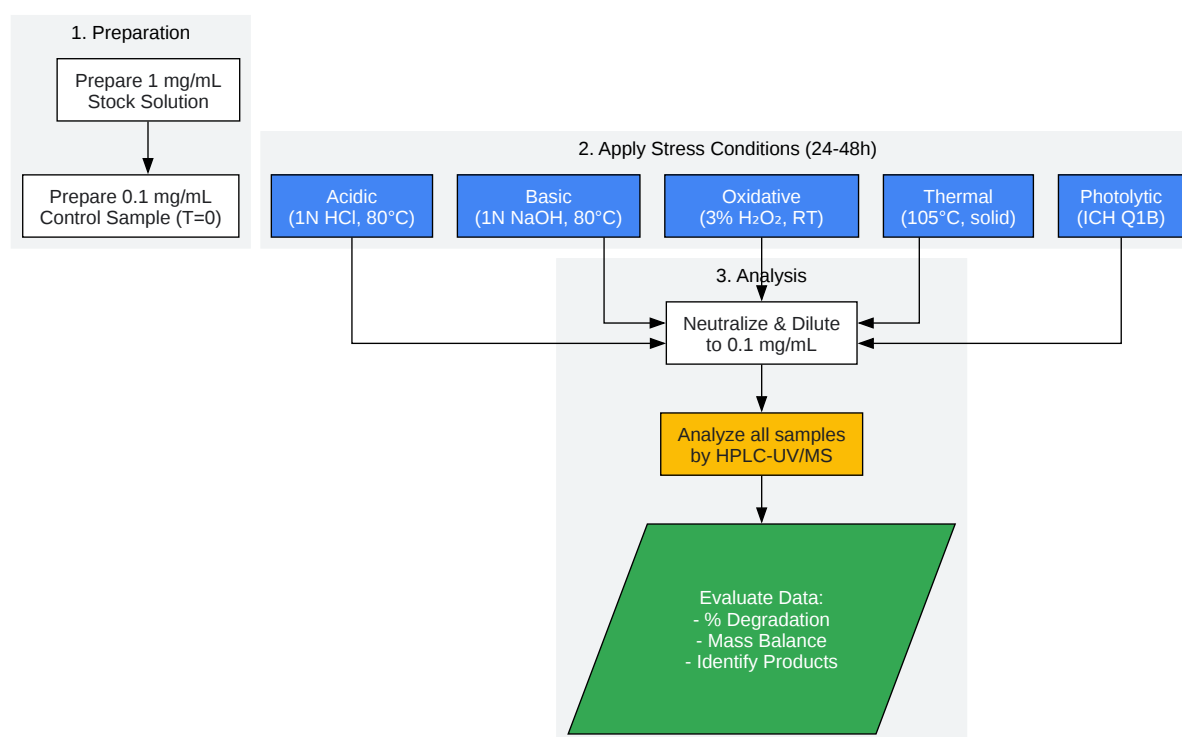 1. Preparation
Prepare 1 mg/mL
Stock Solution
Prepare 0.1 mg/mL
Control Sample (T=0)
2. Apply Stress Conditions (24-48h)
Acidic
(1N HCl, 80°C)
Basic
(1N NaOH, 80°C)
Oxidative
(3% H₂O₂, RT)
Thermal
(105°C, solid)
Photolytic
(ICH Q1B)
3. Analysis
Neutralize & Dilute
to 0.1 mg/mL
Analyze all samples
by HPLC-UV/MS
Evaluate Data:
- % Degradation
- Mass Balance
- Identify Products